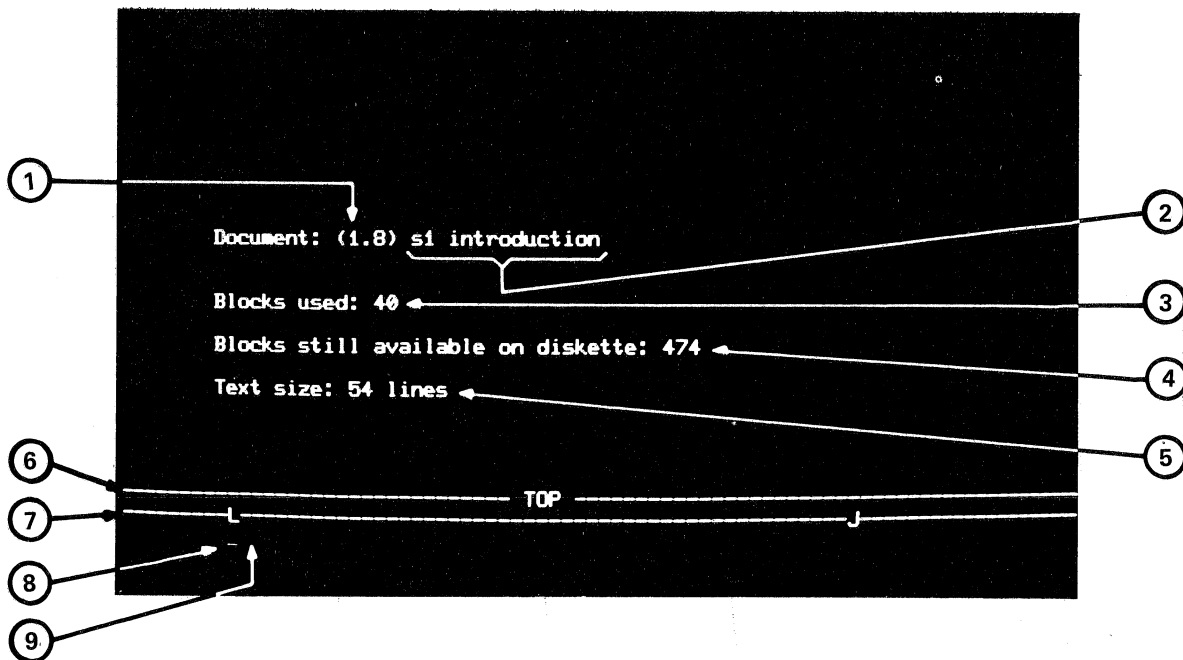 1
2
Document: (1.8) s1 introduction
Blocks used: 40
3
Blocks still available on diskette: 474
4
Text size: 54 lines
5
6
TOP
7
L J
8
9